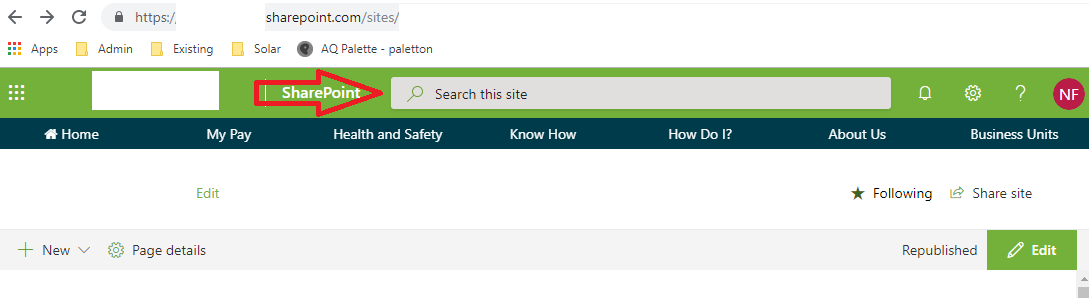 https:/ sharepoint.com/sites/
Apps Admin Existing Solar AQ Palette - paletton
SharePoint Search this site ? NF
Home My Pay Health and Safety Know How How Do I? About Us Business Units
Edit Following Share site
New Page details Republished Edit